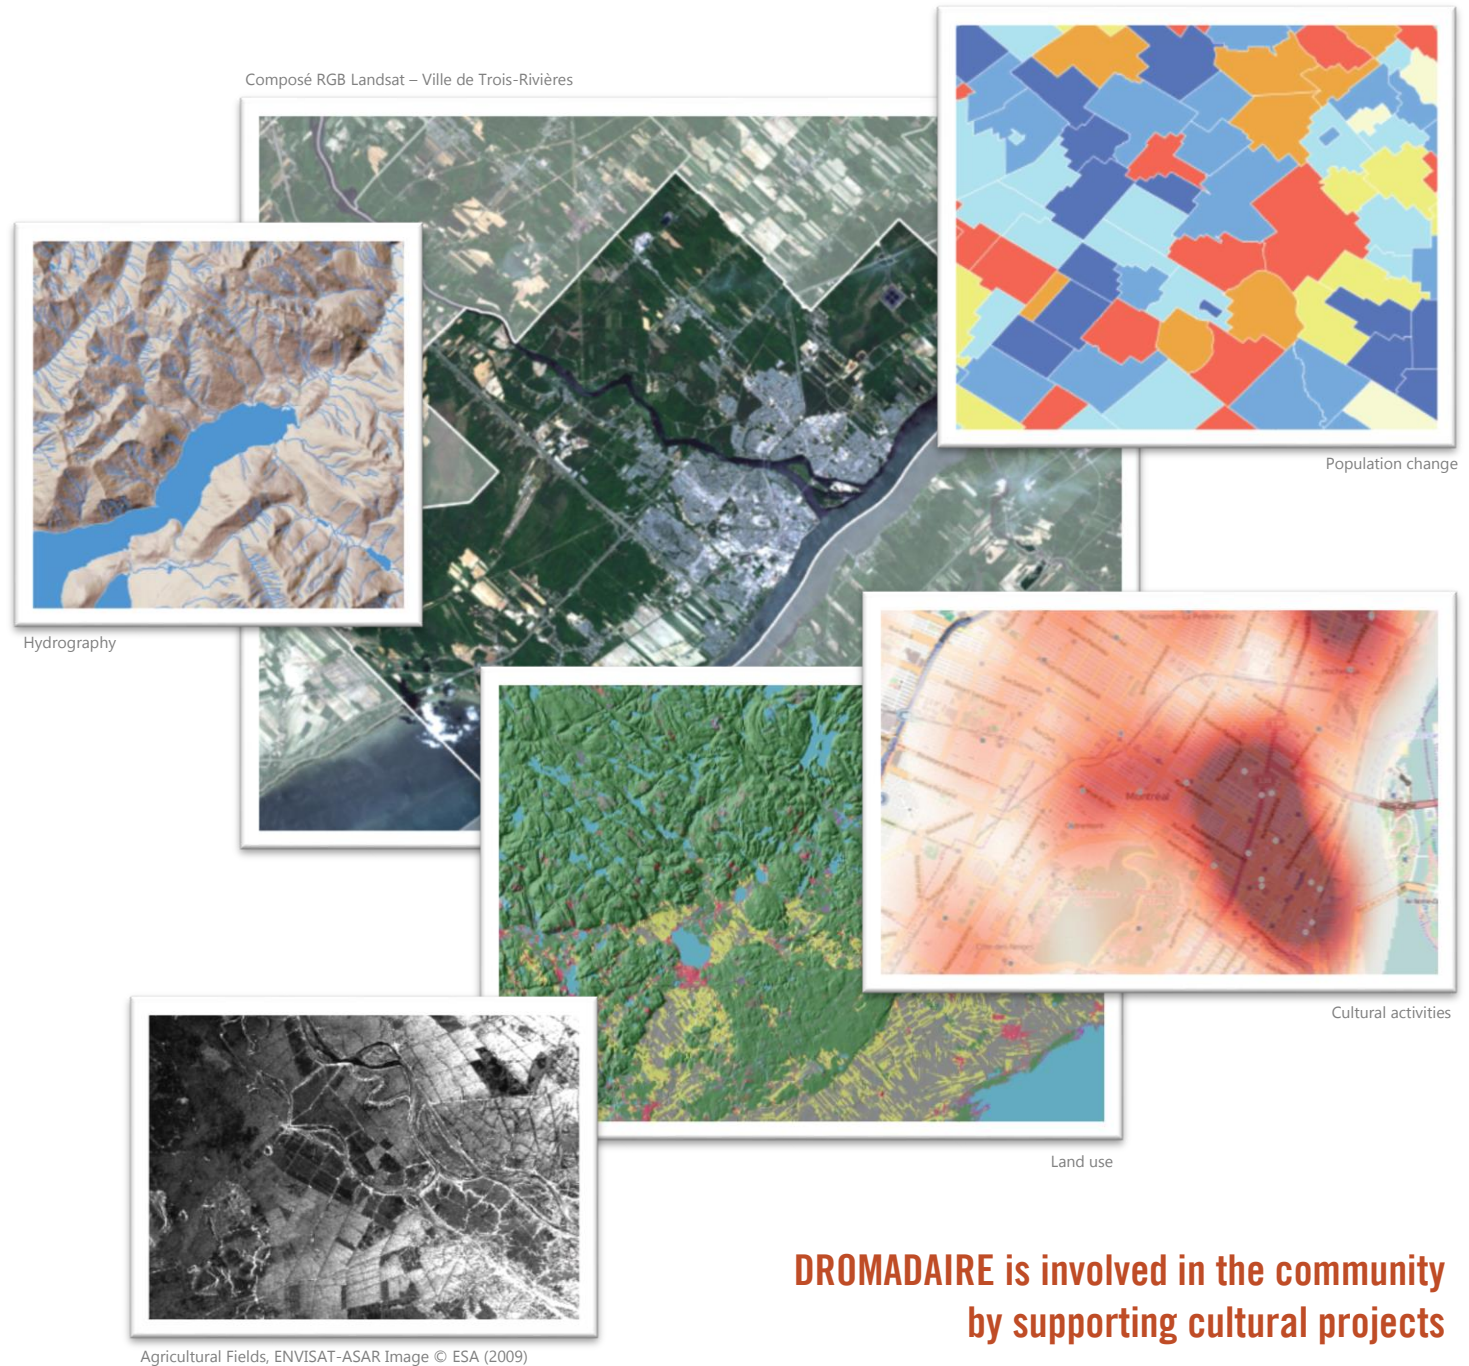 Composé RGB Landsat – Ville de Trois-Rivières
Population change
Hydrography
Montréal
Cultural activities
Land use
DROMADAIRE is involved in the community
by supporting cultural projects
Agricultural Fields, ENVISAT-ASAR Image © ESA (2009)